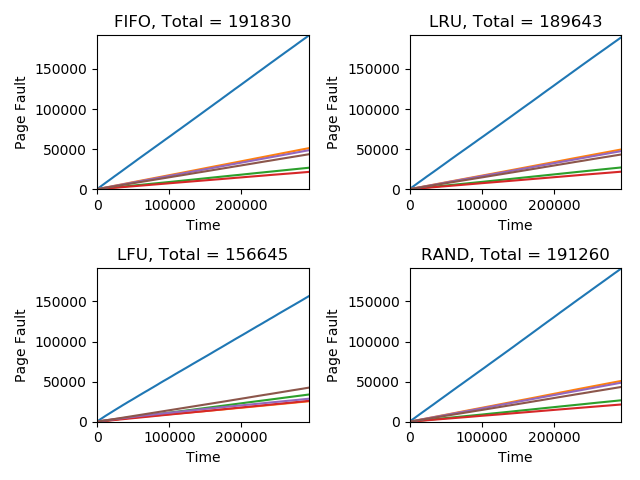 FIFO, Total = 191830
150000
100000
50000
0
Page Fault
0 100000 200000
Time
LRU, Total = 189643
150000
100000
50000
0
Page Fault
0 100000 200000
Time
LFU, Total = 156645
150000
100000
50000
0
Page Fault
0 100000 200000
Time
RAND, Total = 191260
150000
100000
50000
0
Page Fault
0 100000 200000
Time